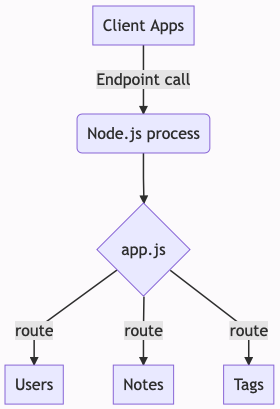 Client Apps
Endpoint call
Node.js process
app.js
route
route
route
Users
Notes
Tags